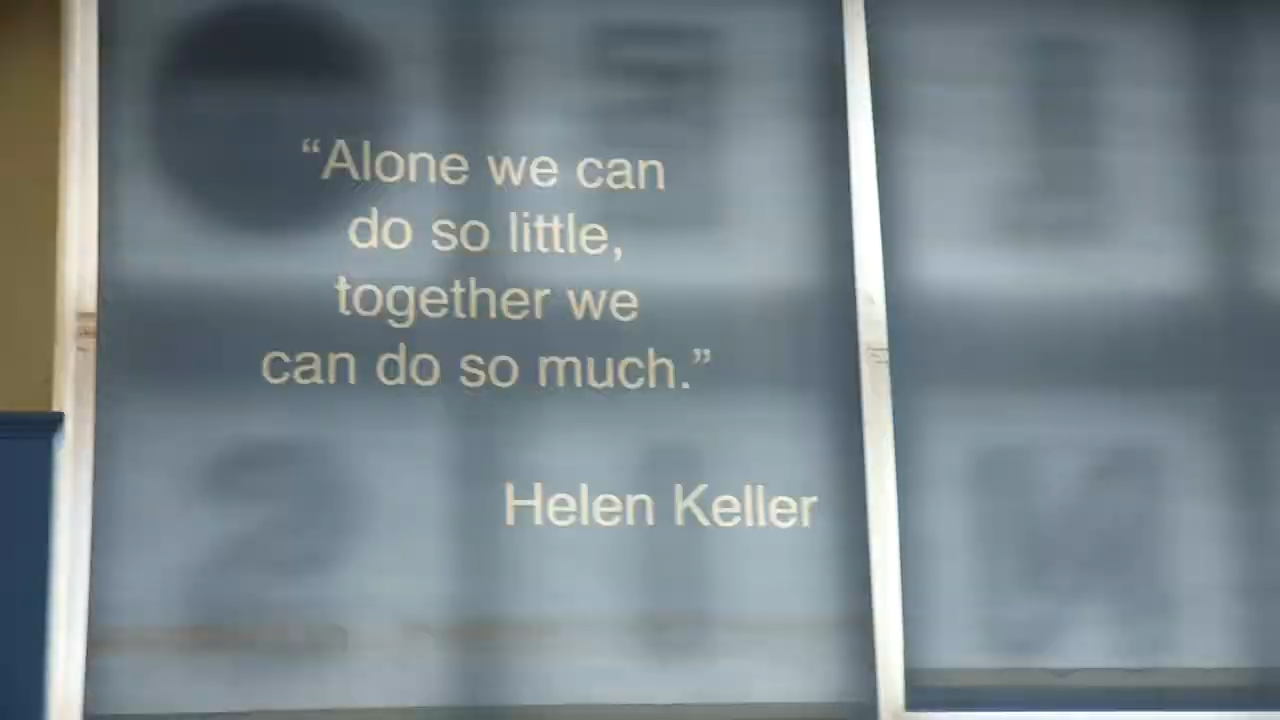 “Alone we can
do so little,
together we
can do so much.”
Helen Keller